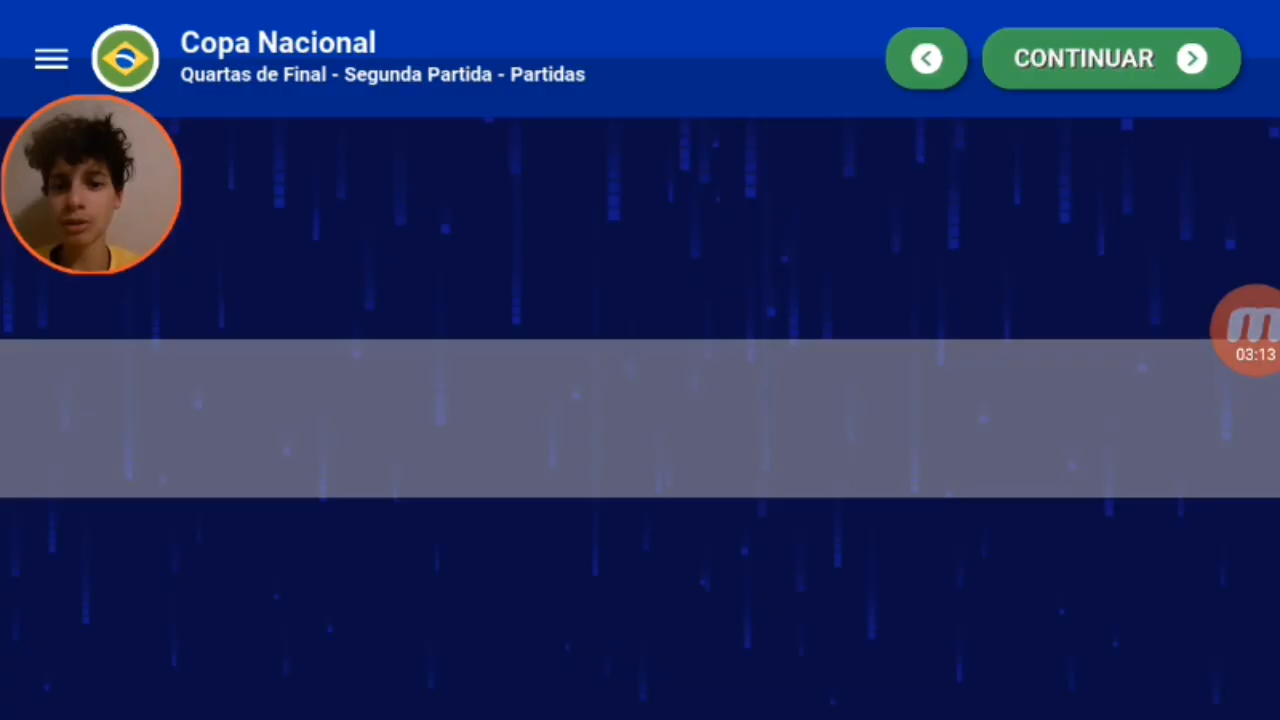 Copa Nacional
Quartas de Final - Segunda Partida - Partidas
CONTINUAR
m
03:13